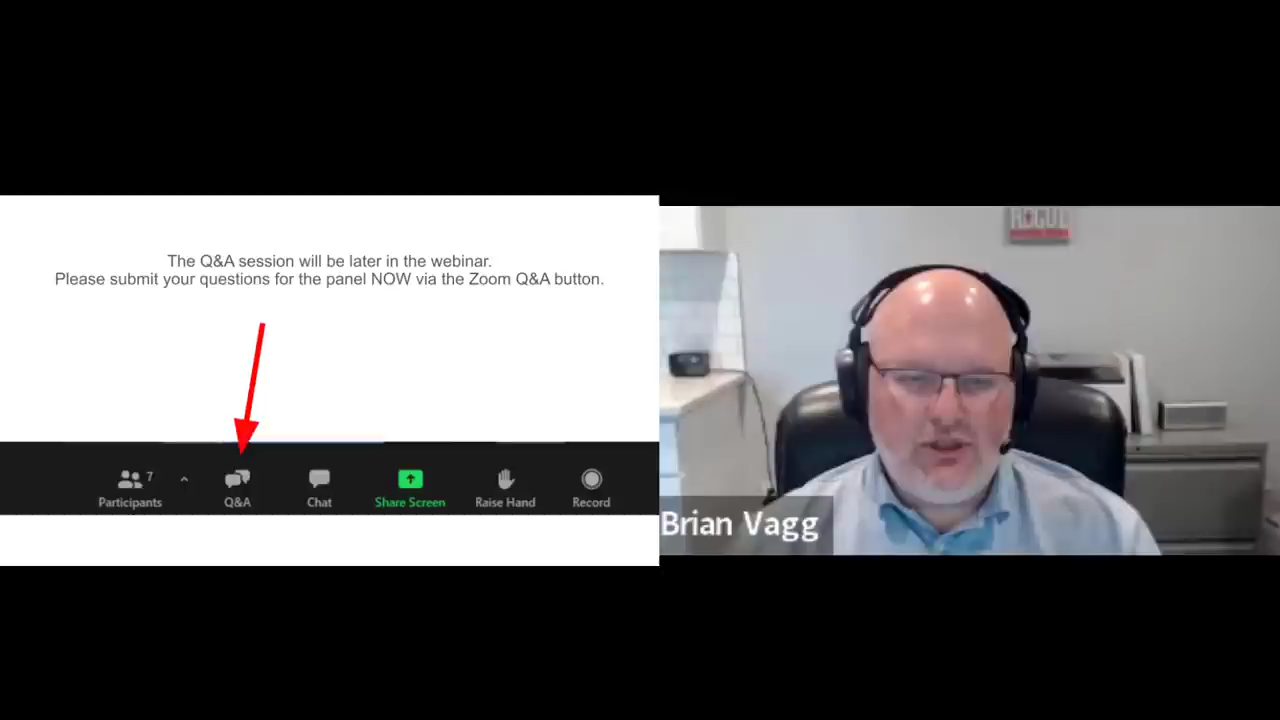 The Q&A session will be later in the webinar.
Please submit your questions for the panel NOW via the Zoom Q&A button.
7
Participants
Q&A
Chat
Share Screen
Raise Hand
Record
Brian Vagg